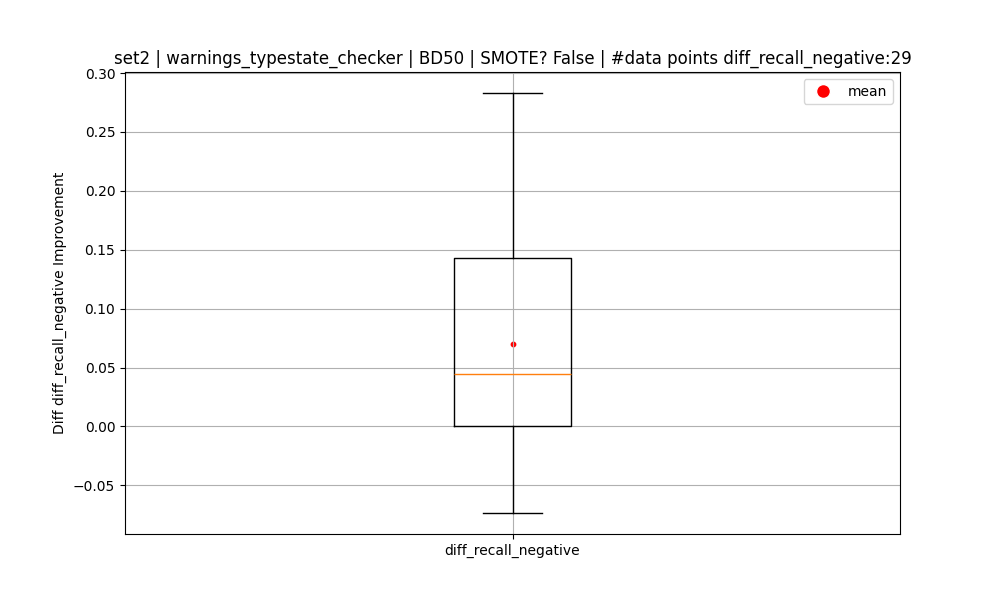 set2 | warnings_typestate_checker | BD50 | SMOTE? False | #data points diff_recall_negative:29
mean
0.30
0.25
0.20
0.15
0.10
0.05
0.00
−0.05
Diff diff_recall_negative Improvement
diff_recall_negative